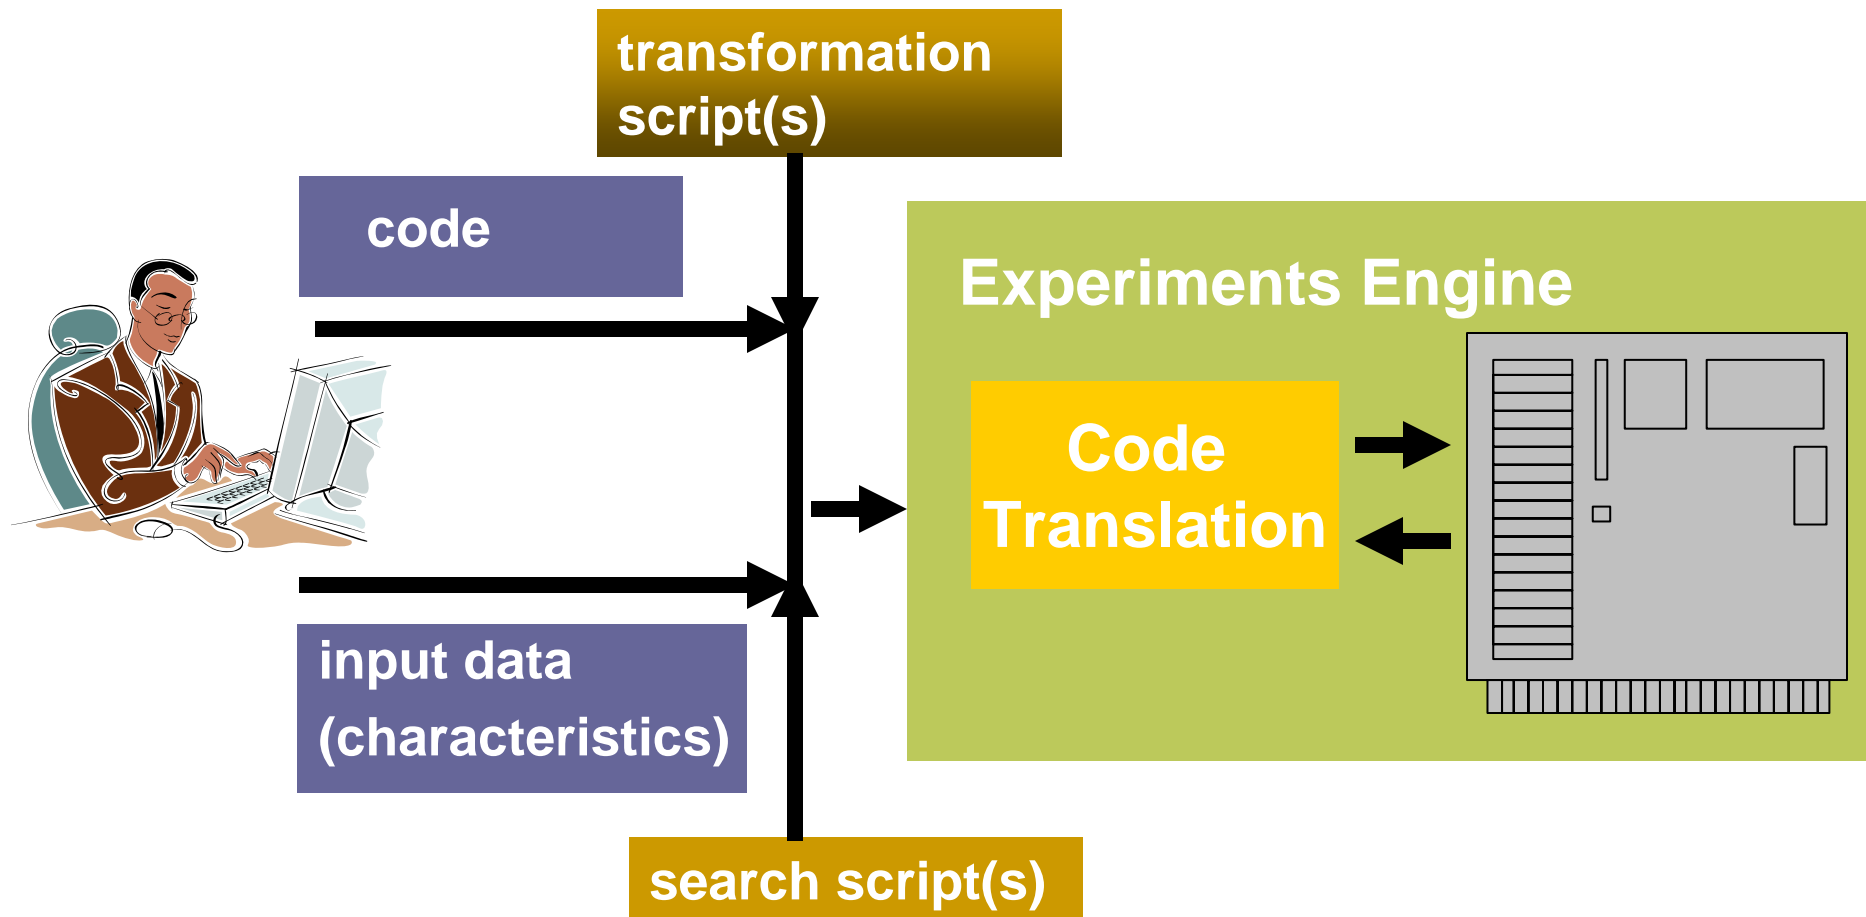 transformation
script(s)
code
Experiments Engine
Code
Translation
input data
(characteristics)
search script(s)